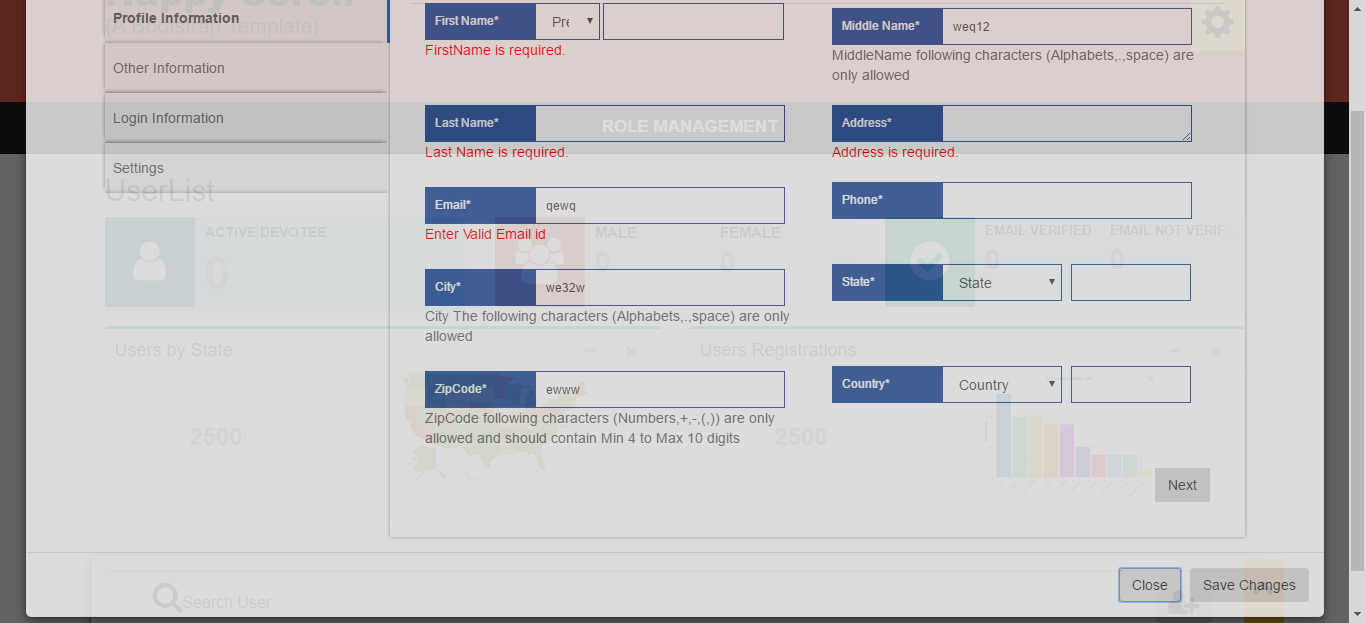 Happy Scroll
Profile Information
{A Bootstrap Template}
Other Information
Login Information
Settings
First Name*
Pre
FirstName is required.
Middle Name*
weq12
MiddleName following characters (Alphabets,.,space) are
only allowed
Last Name*
Last Name is required.
ROLE MANAGEMENT
Address*
Address is required.
UserList
Email*
qewq
Enter Valid Email id
Phone*
ACTIVE DEVOTEE
0
MALE
0
FEMALE
0
EMAIL VERIFIED
0
EMAIL NOT VERIF..
0
City*
we32w
City The following characters (Alphabets,.,space) are only
allowed
State*
State
Users by State
Users Registrations
ZipCode*
ewww
ZipCode following characters (Numbers,+,-,(,)) are only
allowed and should contain Min 4 to Max 10 digits
Country*
Country
2500
2500
Next
Close
Save Changes
Search User